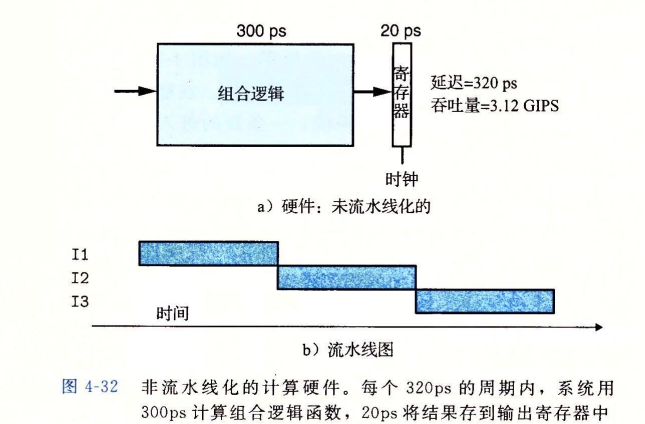 300 ps
20 ps
组合逻辑
寄存器
延迟=320 ps
吞吐量=3.12 GIPS
时钟
a）硬件：未流水线化的
I1
I2
I3
时间
b）流水线图
图 4-32 非流水线化的计算硬件。每个 320ps 的周期内，系统用
300ps 计算组合逻辑函数，20ps 将结果存到输出寄存器中